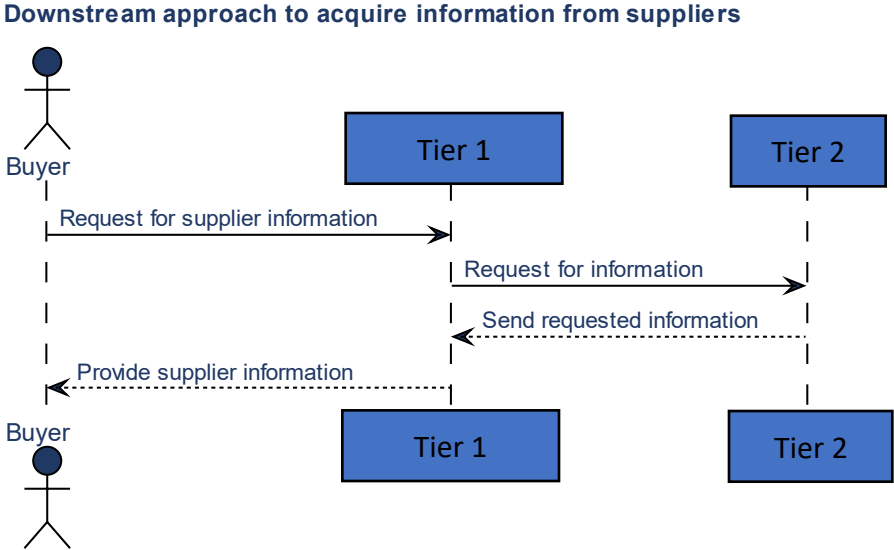 Downstream approach to acquire information from suppliers
Buyer
Tier 1
Tier 2
Request for supplier information
Request for information
Send requested information
Provide supplier information
Buyer
Tier 1
Tier 2